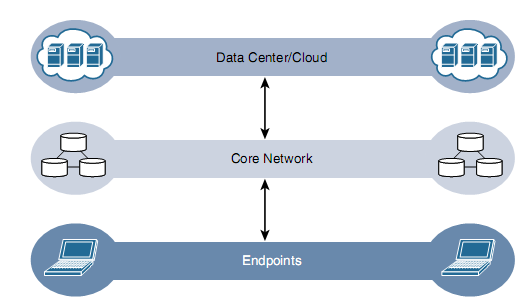 Data Center/Cloud
Core Network
Endpoints